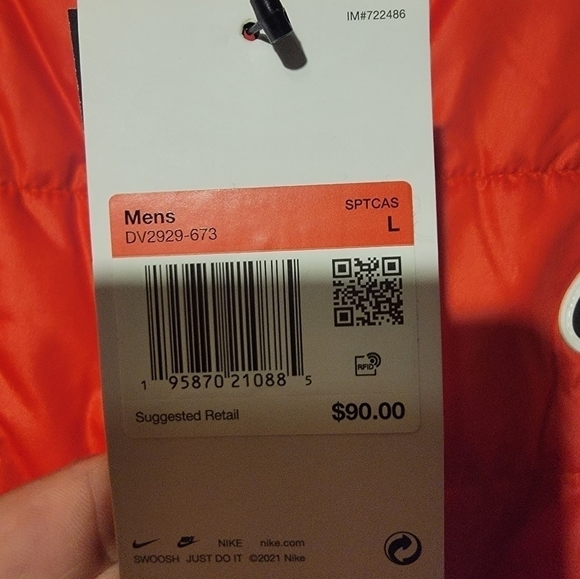 IM#722486
Mens SPTCAS
DV2929-673 L
1 95870 21088 5
RFID
Suggested Retail $90.00
NIKE nike.com
SWOOSH JUST DO IT ©2021 Nike